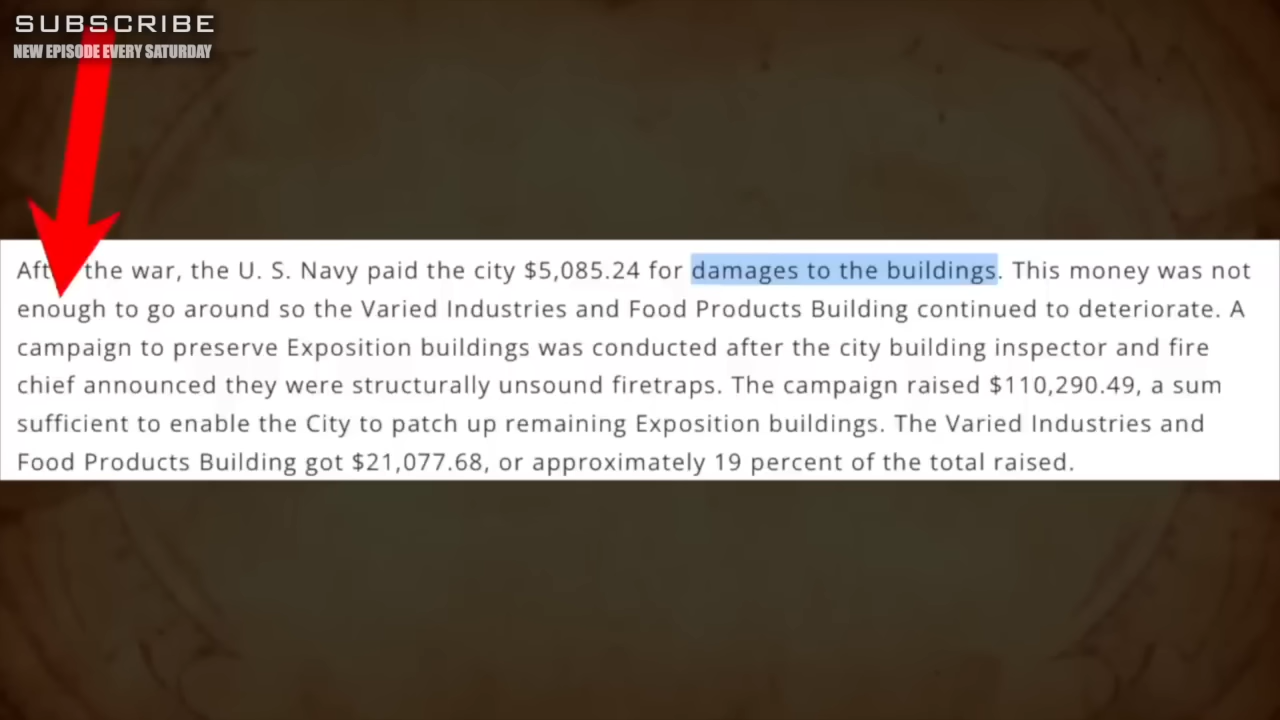 SUBSCRIBE
NEW EPISODE EVERY SATURDAY
the war, the U. S. Navy paid the city $5,085.24 for damages to the buildings. This money was not
enough to go around so the Varied Industries and Food Products Building continued to deteriorate. A
campaign to preserve Exposition buildings was conducted after the city building inspector and fire
chief announced they were structurally unsound firetraps. The campaign raised $110,290.49, a sum
sufficient to enable the City to patch up remaining Exposition buildings. The Varied Industries and
Food Products Building got $21,077.68, or approximately 19 percent of the total raised.